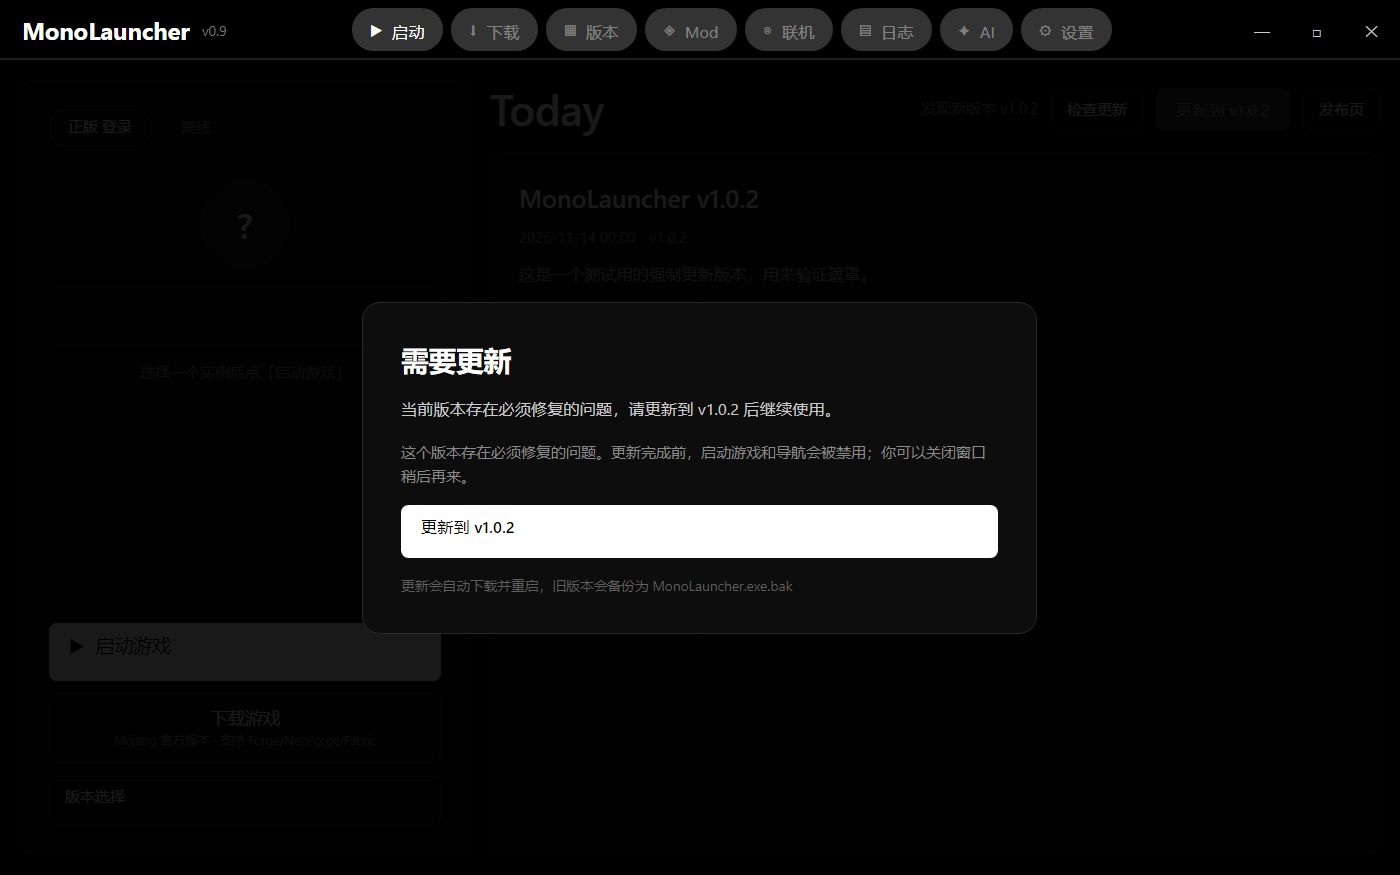 MonoLauncher v0.9
启动
下载
版本
Mod
联机
日志
AI
设置
正版 登录
离线
?
选择一个实例后点「启动游戏」
启动游戏
下载游戏
Mojang 官方版本 · 支持 Forge/NeoForge/Fabric
版本选择
Today
发现新版本 v1.0.2
检查更新
更新到 v1.0.2
发布页
MonoLauncher v1.0.2
2026-11-14 00:00 v1.0.2
这是一个测试用的强制更新版本，用来验证遮罩。
需要更新
当前版本存在必须修复的问题，请更新到 v1.0.2 后继续使用。
这个版本存在必须修复的问题。更新完成前，启动游戏和导航会被禁用；你可以关闭窗口
稍后再来。
更新到 v1.0.2
更新会自动下载并重启，旧版本会备份为 MonoLauncher.exe.bak